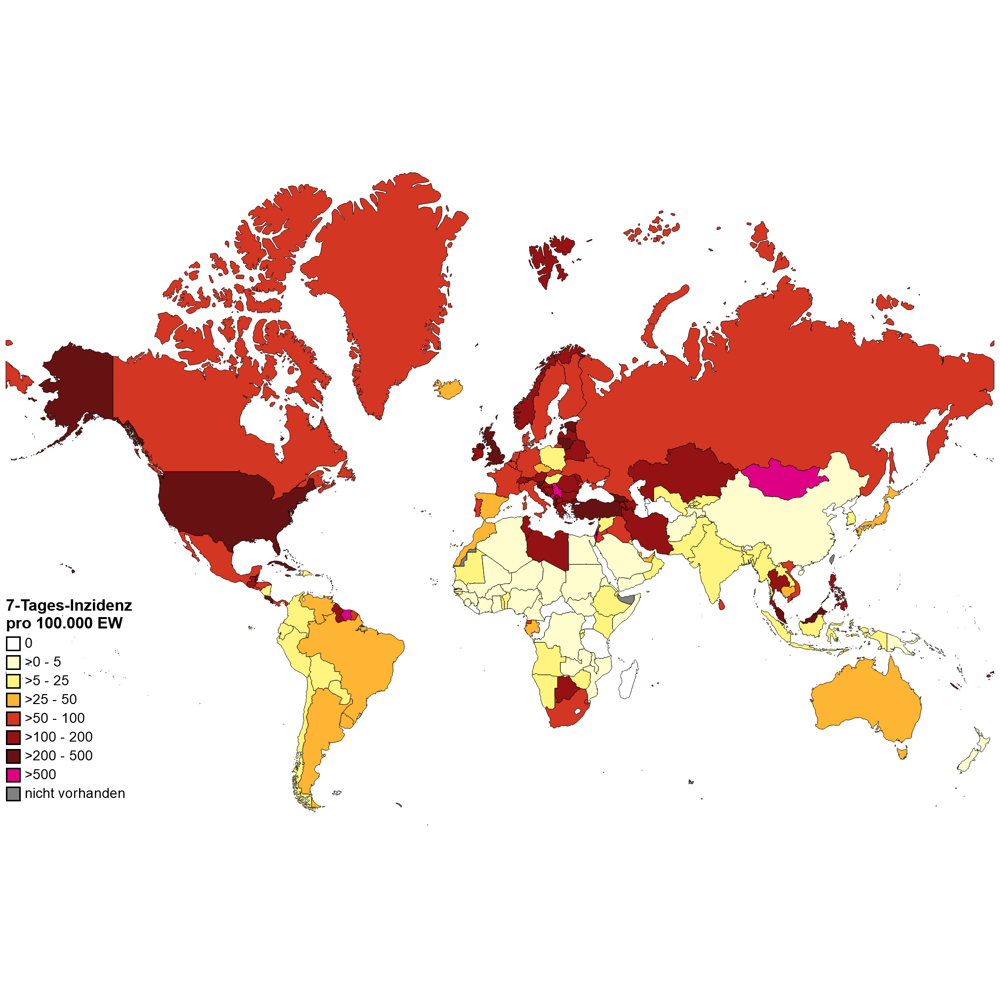 7-Tages-Inzidenz
pro 100.000 EW
0
>0 - 5
>5 - 25
>25 - 50
>50 - 100
>100 - 200
>200 - 500
>500
nicht vorhanden